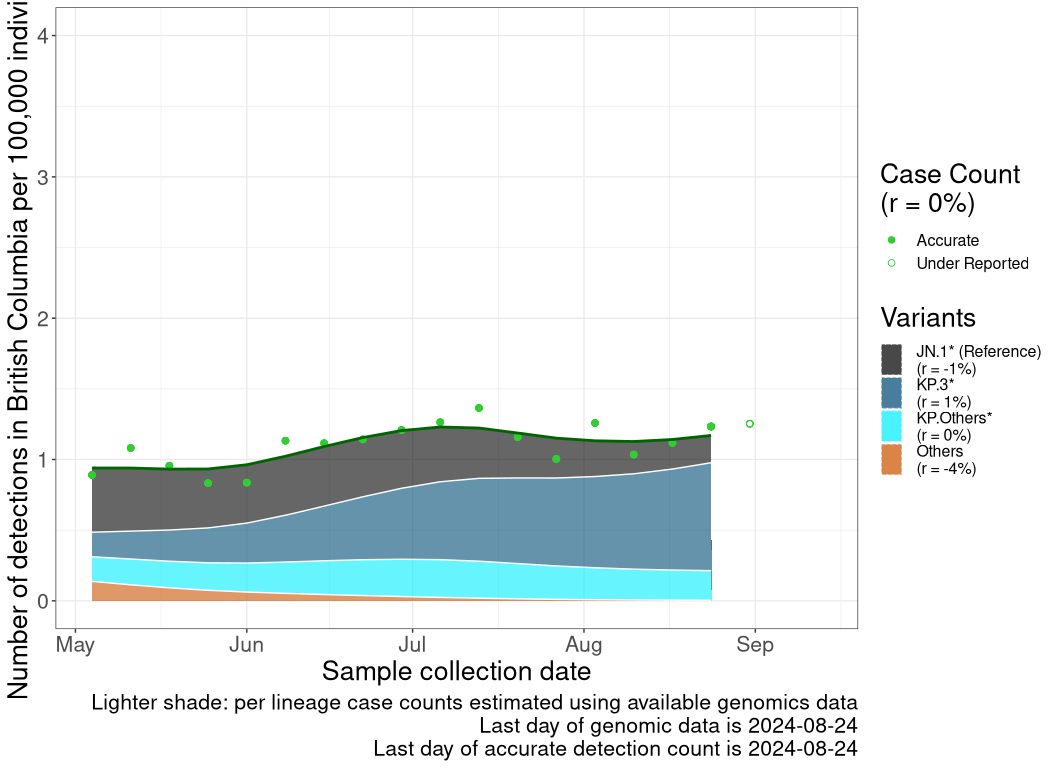 Number of detections in British Columbia per 100,000
4
3
2
1
0
May Jun Jul Aug Sep
Sample collection date
Lighter shade: per lineage case counts estimated using available genomics data
Last day of genomic data is 2024-08-24
Last day of accurate detection count is 2024-08-24
Case Count
(r = 0%)
Accurate
Under Reported
Variants
JN.1* (Reference)
(r = -1%)
KP.3*
(r = 1%)
KP.Others*
(r = 0%)
Others
(r = -4%)